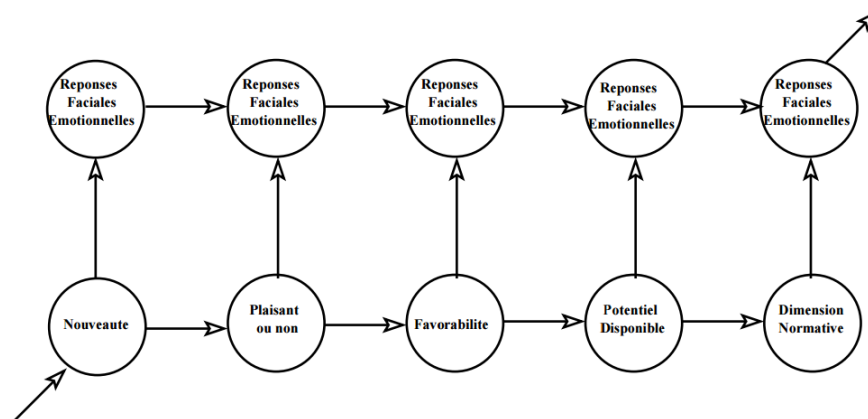 Reponses
Faciales
Emotionnelles
Reponses
Faciales
Emotionnelles
Reponses
Faciales
Emotionnelles
Reponses
Faciales
Emotionnelles
Reponses
Faciales
Emotionnelles
Nouveaute
Plaisant
ou non
Favorabilite
Potentiel
Disponible
Dimension
Normative